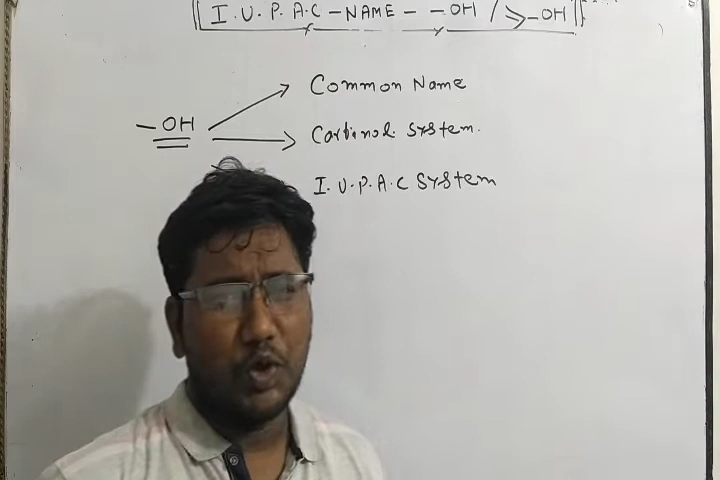 I.U.P.A.C - NAME - -OH / -OH
Common Name
-OH
Carbinol System.
I.U.P.A.C System